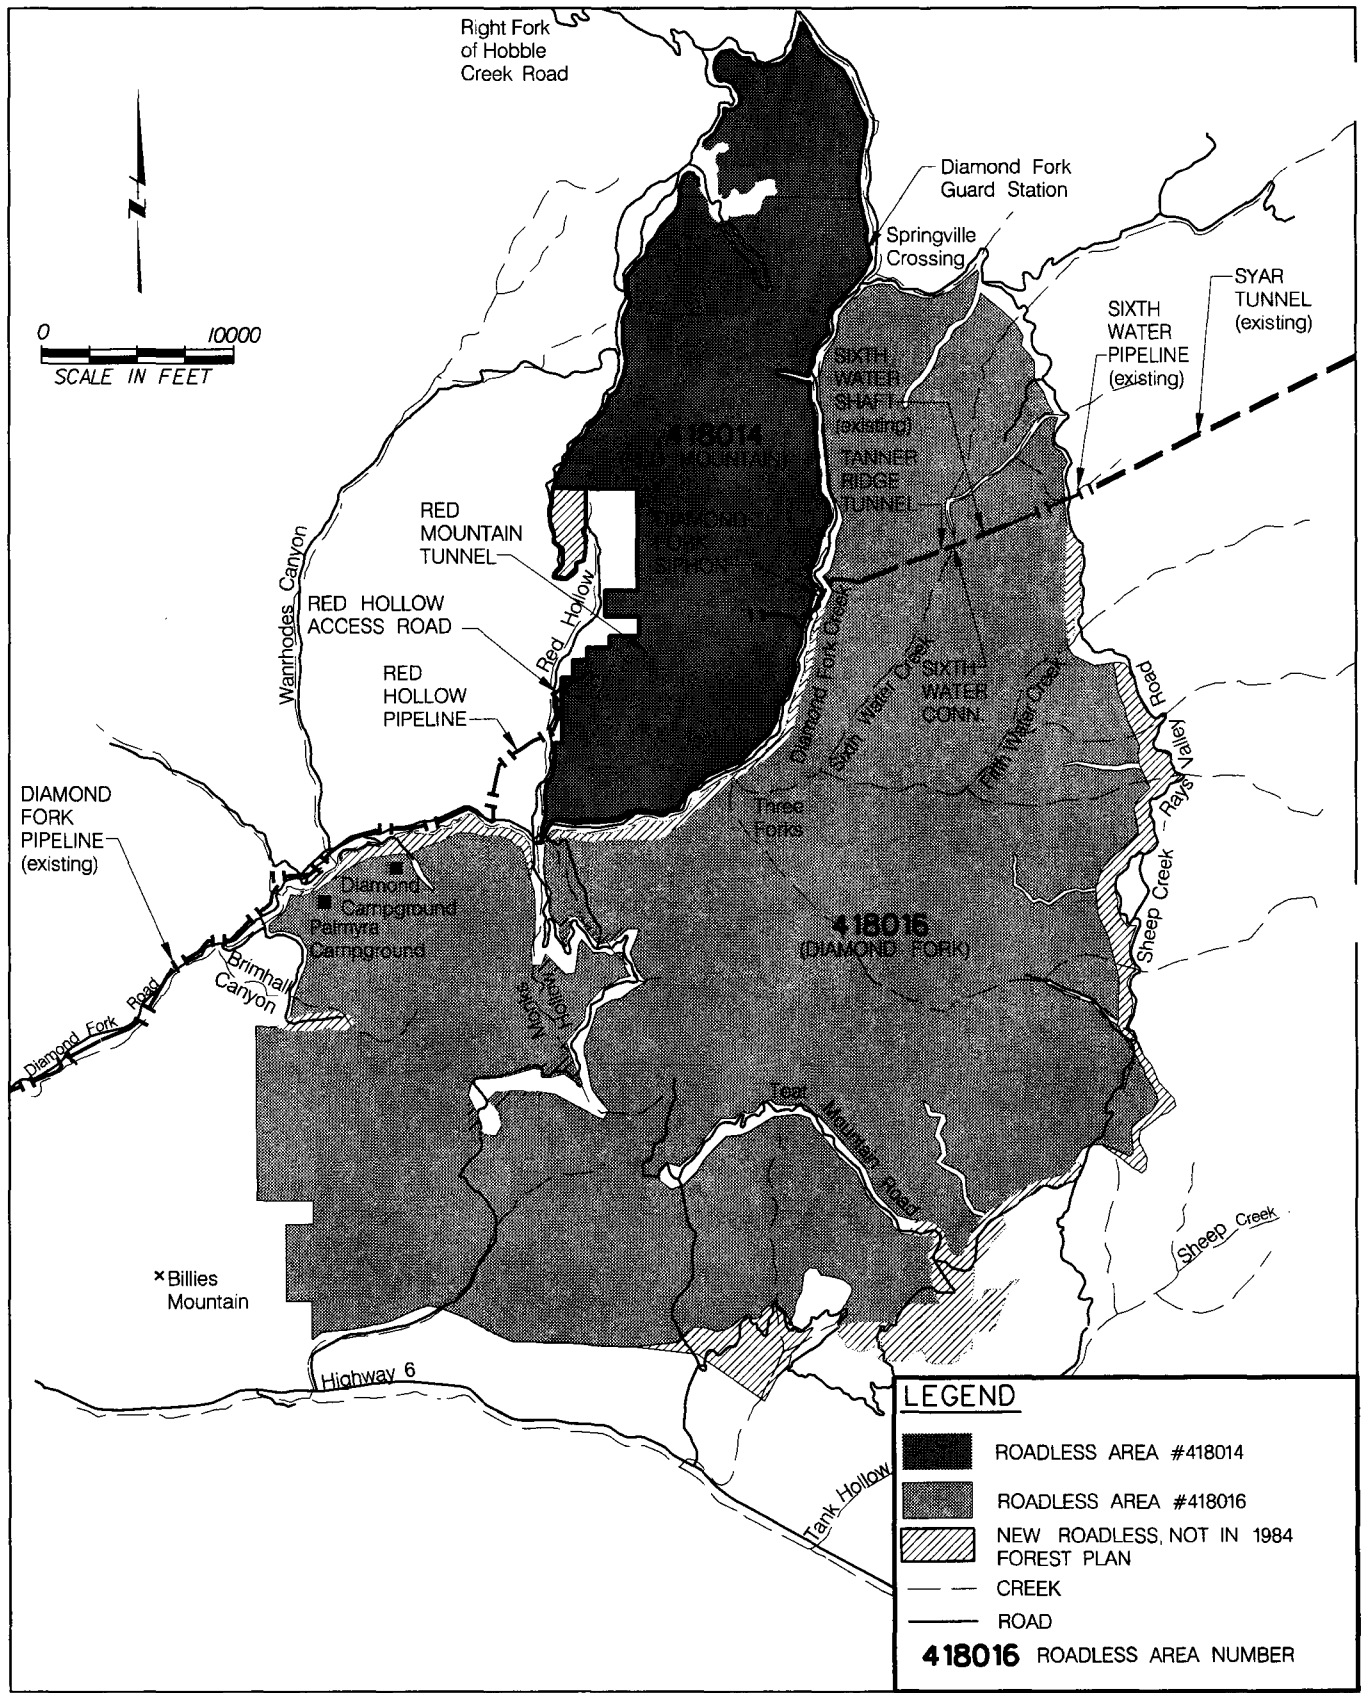 Right Fork
of Hobble
Creek Road
Diamond Fork
Guard Station
Springville
Crossing
SYAR
TUNNEL
(existing)
SIXTH
WATER
PIPELINE
(existing)
0 10000
SCALE IN FEET
SIXTH
WATER
SHAFT
(existing)
418014
(RED MOUNTAIN)
TANNER
RIDGE
TUNNEL
RED
MOUNTAIN
TUNNEL
DIAMOND
FORK
SIPHON
Wanrhodes Canyon
RED HOLLOW
ACCESS ROAD
Red Hollow
RED
HOLLOW
PIPELINE
Diamond Fork Creek
Sixth Water Creek
SIXTH
WATER
CONN.
Fifth Water Creek
Rays Valley Road
DIAMOND
FORK
PIPELINE
(existing)
Three
Forks
Diamond
Campground
Palmyra
Campground
418016
(DIAMOND FORK)
Sheep Creek
Brimhall
Canyon
Monks
Hollow
Diamond Fork Road
Teat Mountain Road
Sheep Creek
Billies
Mountain
Highway 6
Tank Hollow
LEGEND
ROADLESS AREA #418014
ROADLESS AREA #418016
NEW ROADLESS, NOT IN 1984
FOREST PLAN
CREEK
ROAD
418016 ROADLESS AREA NUMBER